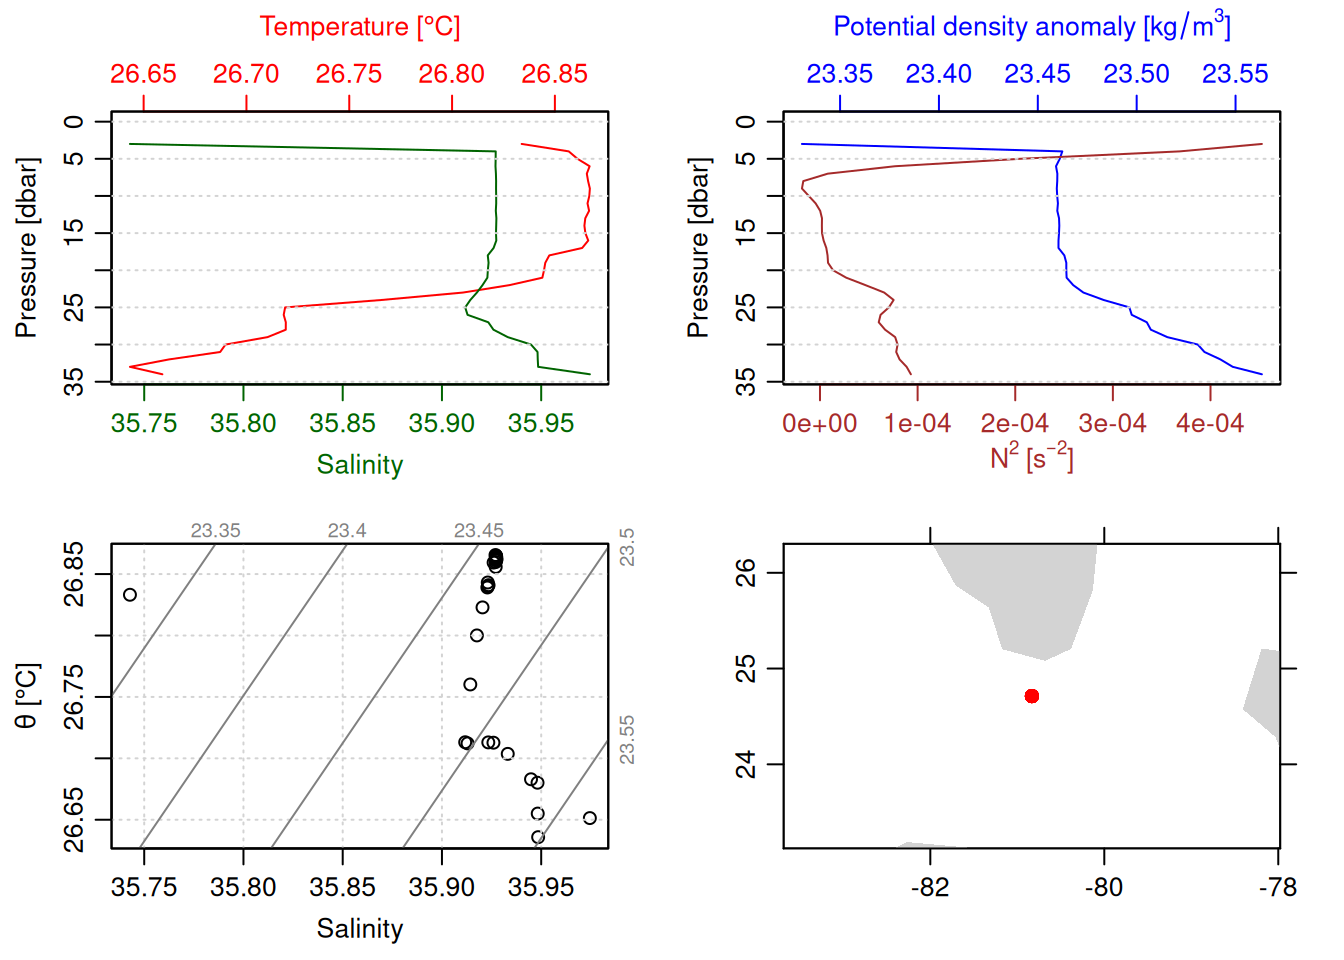 Temperature [°C]
26.65 26.70 26.75 26.80 26.85
Pressure [dbar]
0
5
15
25
35
35.75 35.80 35.85 35.90 35.95
Salinity
Potential density anomaly [kg/m³]
23.35 23.40 23.45 23.50 23.55
Pressure [dbar]
0
5
15
25
35
0e+00 1e-04 2e-04 3e-04 4e-04
N² [s⁻²]
23.35 23.4 23.45
23.5
23.55
θ [°C]
26.85
26.75
26.65
35.75 35.80 35.85 35.90 35.95
Salinity
26
25
24
-82 -80 -78